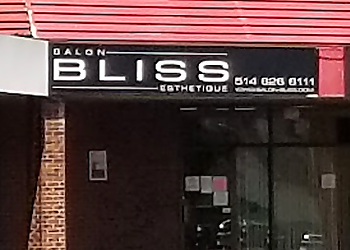 SALON
BLISS
ESTHETIQUE
514 626 6111